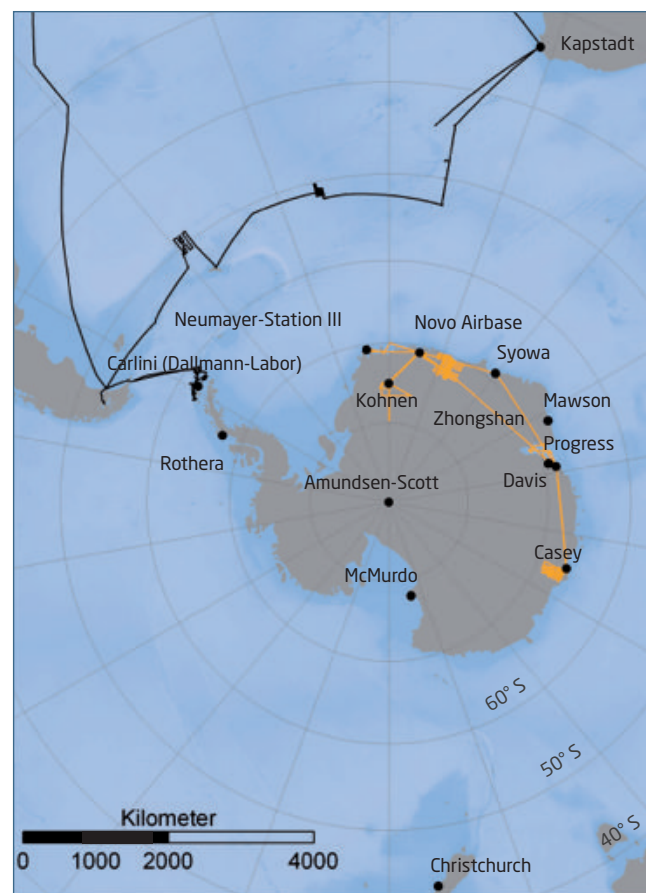 Kapstadt
Neumayer-Station III
Novo Airbase
Syowa
Carlini (Dallmann-Labor)
Kohnen
Mawson
Zhongshan
Progress
Rothera
Davis
Amundsen-Scott
Casey
McMurdo
60° S
50° S
40° S
Kilometer
0 1000 2000 4000
Christchurch